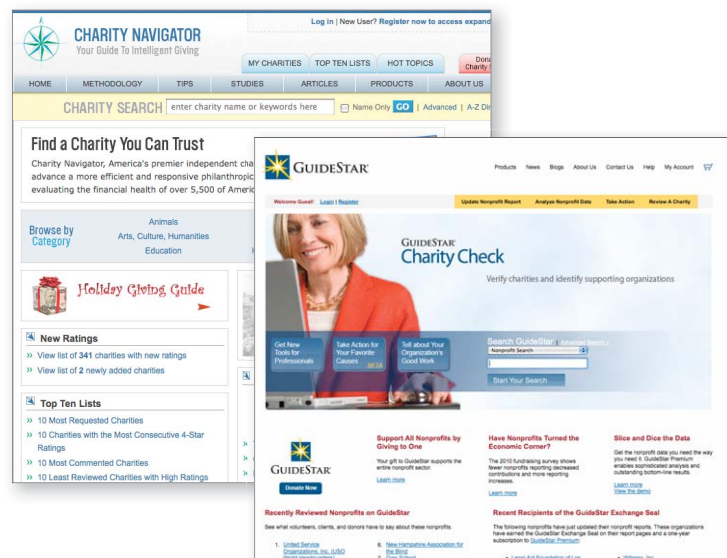 Log in | New User? Register now to access expand
CHARITY NAVIGATOR
Your Guide To Intelligent Giving
MY CHARITIES TOP TEN LISTS HOT TOPICS
Charity
HOME METHODOLOGY TIPS STUDIES ARTICLES PRODUCTS ABOUT US
CHARITY SEARCH enter charity name or keywords here Name Only GO | Advanced | A-Z
Find a Charity You Can Trust
Charity Navigator, America's premier independent
advance a more efficient and responsive philanthropic
evaluating the financial health of over 5,500 of
Browse by
Category
Animals
Arts, Culture, Humanities
Education
Holiday Giving Guide
New Ratings
» View list of 341 charities with new ratings
» View list of 2 newly added charities
Top Ten Lists
» 10 Most Requested Charities
» 10 Charities with the Most Consecutive 4-Star
Ratings
» 10 Most Commented Charities
» 10 Least Reviewed Charities with High Ratings
GUIDESTAR
Products News Blogs About Us Contact Us Help My Account
Welcome Guest! Login | Register
Update Nonprofit Report Analyze Nonprofit Data Take Action Review A Charity
GUIDESTAR
Charity Check
Verify charities and identify supporting organizations
Get New
Tools for
Professionals
Take Action for
Your Favorite
Causes BETA
Tell about Your
Organization's
Good Work
Search GuideStar | Advanced Search
Nonprofit Search
Start Your Search
GUIDESTAR
Donate Now
Support All Nonprofits by
Giving to One
Your gift to GuideStar supports the
entire nonprofit sector.
Learn more
Have Nonprofits Turned the
Economic Corner?
The 2010 fundraising survey shows
fewer nonprofits reporting decreased
contributions and more reporting
increases.
Learn more
Slice and Dice the Data
Get the nonprofit data you need the way
you need it. GuideStar Premium
enables sophisticated analysis and
outstanding bottom-line results.
Learn more
View the demo
Recently Reviewed Nonprofits on GuideStar
See what volunteers, clients, and donors have to say about these nonprofits.
1. United Service
Organizations, Inc. (USO
6. New Hampshire Association for
the Blind
Recent Recipients of the GuideStar Exchange Seal
The following nonprofits have just updated their nonprofit reports. These organizations
have earned the GuideStar Exchange Seal on their report pages and a one-year
subscription to GuideStar Premium: